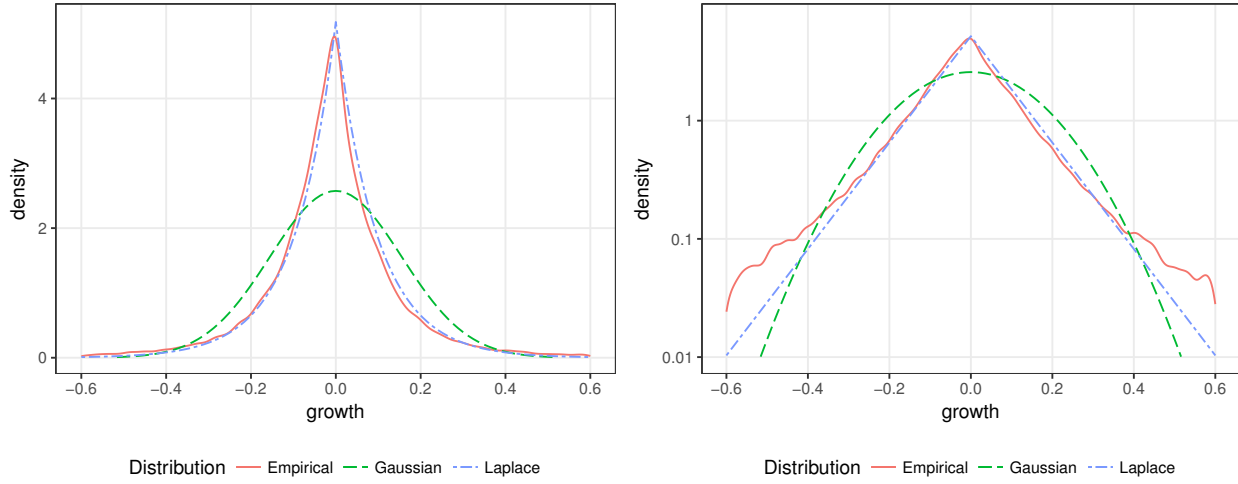 density
4
2
0
−0.6 −0.4 −0.2 0.0 0.2 0.4 0.6
growth
Distribution Empirical Gaussian Laplace
density
1
0.1
0.01
−0.6 −0.4 −0.2 0.0 0.2 0.4 0.6
growth
Distribution Empirical Gaussian Laplace